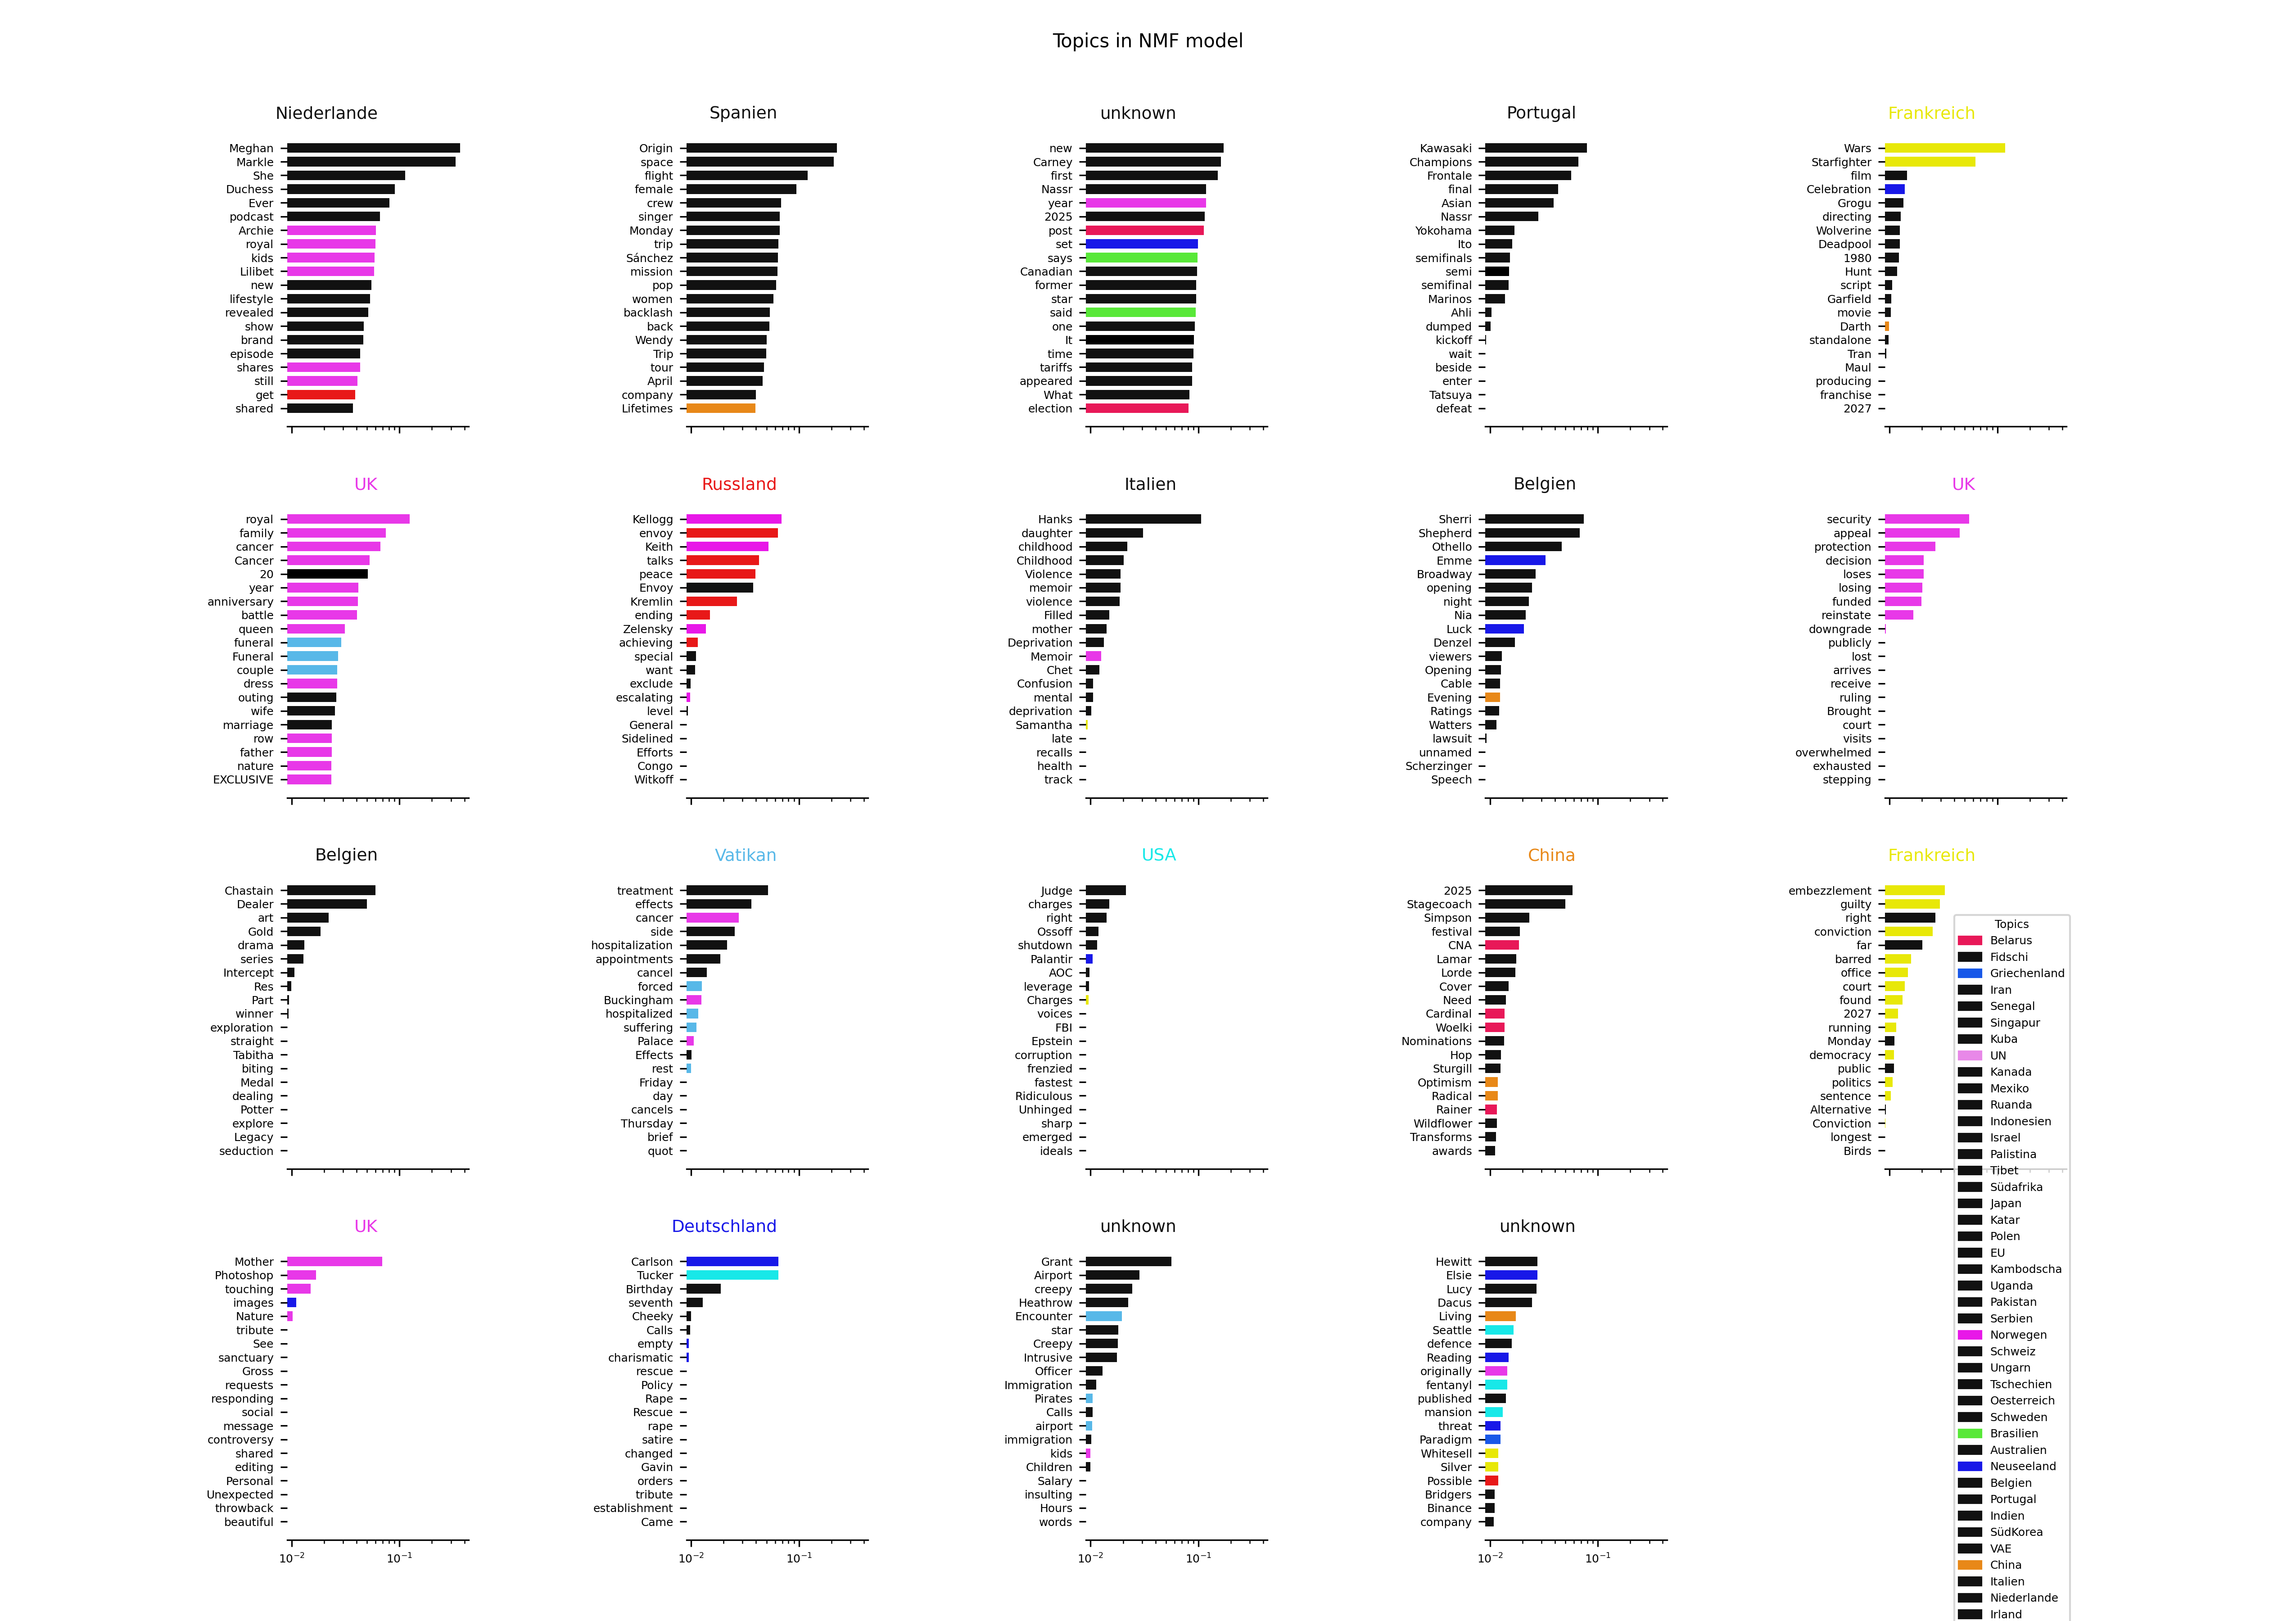 Topics in NMF model
Niederlande
Meghan
Markle
She
Duchess
Ever
podcast
Archie
royal
kids
Lilibet
new
lifestyle
revealed
show
brand
episode
shares
still
get
shared
Spanien
Origin
space
flight
female
crew
singer
Monday
trip
Sánchez
mission
pop
women
backlash
back
Wendy
Trip
tour
April
company
Lifetimes
unknown
new
Carney
first
Nassr
year
2025
post
set
says
Canadian
former
star
said
one
It
time
tariffs
appeared
What
election
Portugal
Kawasaki
Champions
Frontale
final
Asian
Nassr
Yokohama
Ito
semifinals
semi
semifinal
Marinos
Ahli
dumped
kickoff
wait
beside
enter
Tatsuya
defeat
Frankreich
Wars
Starfighter
film
Celebration
Grogu
directing
Wolverine
Deadpool
1980
Hunt
script
Garfield
movie
Darth
standalone
Tran
Maul
producing
franchise
2027
UK
royal
family
cancer
Cancer
20
year
anniversary
battle
queen
funeral
Funeral
couple
dress
outing
wife
marriage
row
father
nature
EXCLUSIVE
Russland
Kellogg
envoy
Keith
talks
peace
Envoy
Kremlin
ending
Zelensky
achieving
special
want
exclude
escalating
level
General
Sidelined
Efforts
Congo
Witkoff
Italien
Hanks
daughter
childhood
Childhood
Violence
memoir
violence
Filled
mother
Deprivation
Memoir
Chet
Confusion
mental
deprivation
Samantha
late
recalls
health
track
Belgien
Sherri
Shepherd
Othello
Emme
Broadway
opening
night
Nia
Luck
Denzel
viewers
Opening
Cable
Evening
Ratings
Watters
lawsuit
unnamed
Scherzinger
Speech
UK
security
appeal
protection
decision
loses
losing
funded
reinstate
downgrade
publicly
lost
arrives
receive
ruling
Brought
court
visits
overwhelmed
exhausted
stepping
Belgien
Chastain
Dealer
art
Gold
drama
series
Intercept
Res
Part
winner
exploration
straight
Tabitha
biting
Medal
dealing
Potter
explore
Legacy
seduction
Vatikan
treatment
effects
cancer
side
hospitalization
appointments
cancel
forced
Buckingham
hospitalized
suffering
Palace
Effects
rest
Friday
day
cancels
Thursday
brief
quot
USA
Judge
charges
right
Ossoff
shutdown
Palantir
AOC
leverage
Charges
voices
FBI
Epstein
corruption
frenzied
fastest
Ridiculous
Unhinged
sharp
emerged
ideals
China
2025
Stagecoach
Simpson
festival
CNA
Lamar
Lorde
Cover
Need
Cardinal
Woelki
Nominations
Hop
Sturgill
Optimism
Radical
Rainer
Wildflower
Transforms
awards
Frankreich
embezzlement
guilty
right
conviction
far
barred
office
court
found
2027
running
Monday
democracy
public
politics
sentence
Alternative
Conviction
longest
Birds
UK
Mother
Photoshop
touching
images
Nature
tribute
See
sanctuary
Gross
requests
responding
social
message
controversy
shared
editing
Personal
Unexpected
throwback
beautiful
10⁻² 10⁻¹
Deutschland
Carlson
Tucker
Birthday
seventh
Cheeky
Calls
empty
charismatic
rescue
Policy
Rape
Rescue
rape
satire
changed
Gavin
orders
tribute
establishment
Came
10⁻² 10⁻¹
unknown
Grant
Airport
creepy
Heathrow
Encounter
star
Creepy
Intrusive
Officer
Immigration
Pirates
Calls
airport
immigration
kids
Children
Salary
insulting
Hours
words
10⁻² 10⁻¹
unknown
Hewitt
Elsie
Lucy
Dacus
Living
Seattle
defence
Reading
originally
fentanyl
published
mansion
threat
Paradigm
Whitesell
Silver
Possible
Bridgers
Binance
company
10⁻² 10⁻¹
Topics
Belarus
Fidschi
Griechenland
Iran
Senegal
Singapur
Kuba
UN
Kanada
Mexiko
Ruanda
Indonesien
Israel
Palistina
Tibet
Südafrika
Japan
Katar
Polen
EU
Kambodscha
Uganda
Pakistan
Serbien
Norwegen
Schweiz
Ungarn
Tschechien
Oesterreich
Schweden
Brasilien
Australien
Neuseeland
Belgien
Portugal
Indien
SüdKorea
VAE
China
Italien
Niederlande
Irland